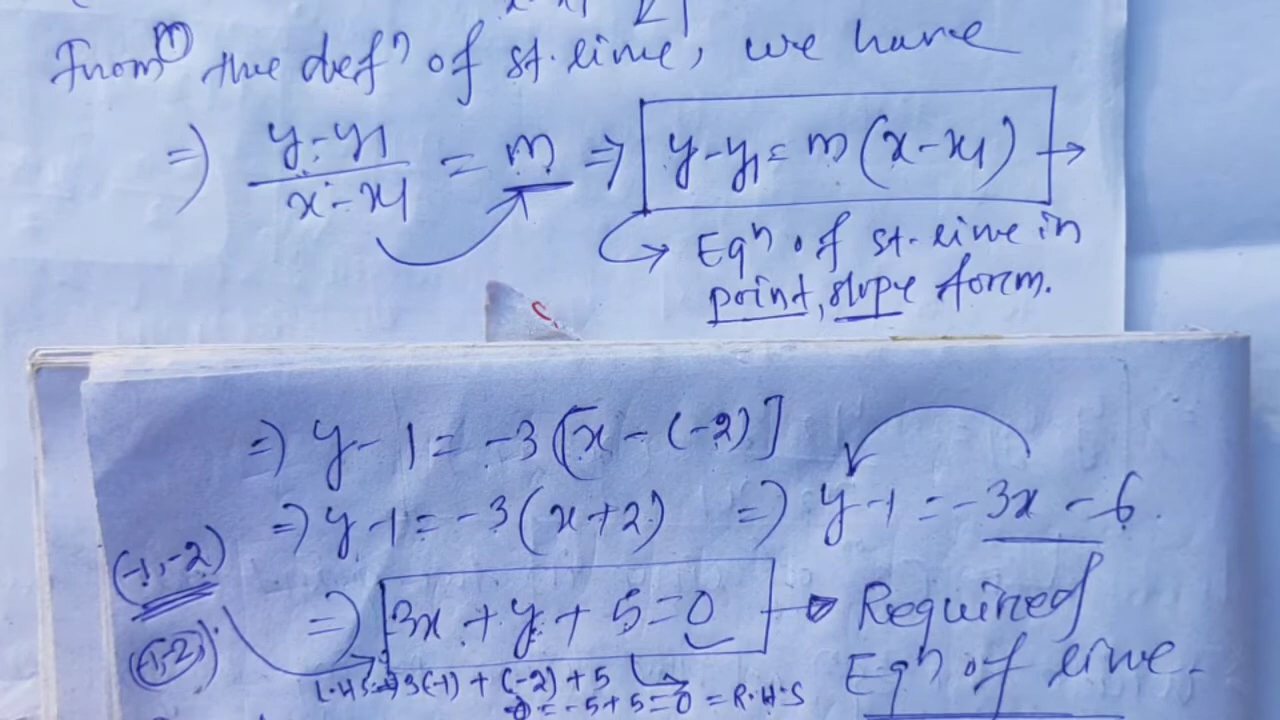 From the defⁿ of st. line, we have
⇒ y-y1/x-x1 = m ⇒ y-y1 = m(x-x1) →
→ Eqⁿ of st-line in
point, slope form.
⇒ y-1 = -3[x-(-2)]
⇒ y-1 = -3(x+2) ⇒ y-1 = -3x-6
(-1,-2)
⇒ 3x+y+5=0 → Required
(-1,-2)
L.H.S⇒3(-1)+(-2)+5
Eqⁿ of line.
= -5+5=0 = R.H.S